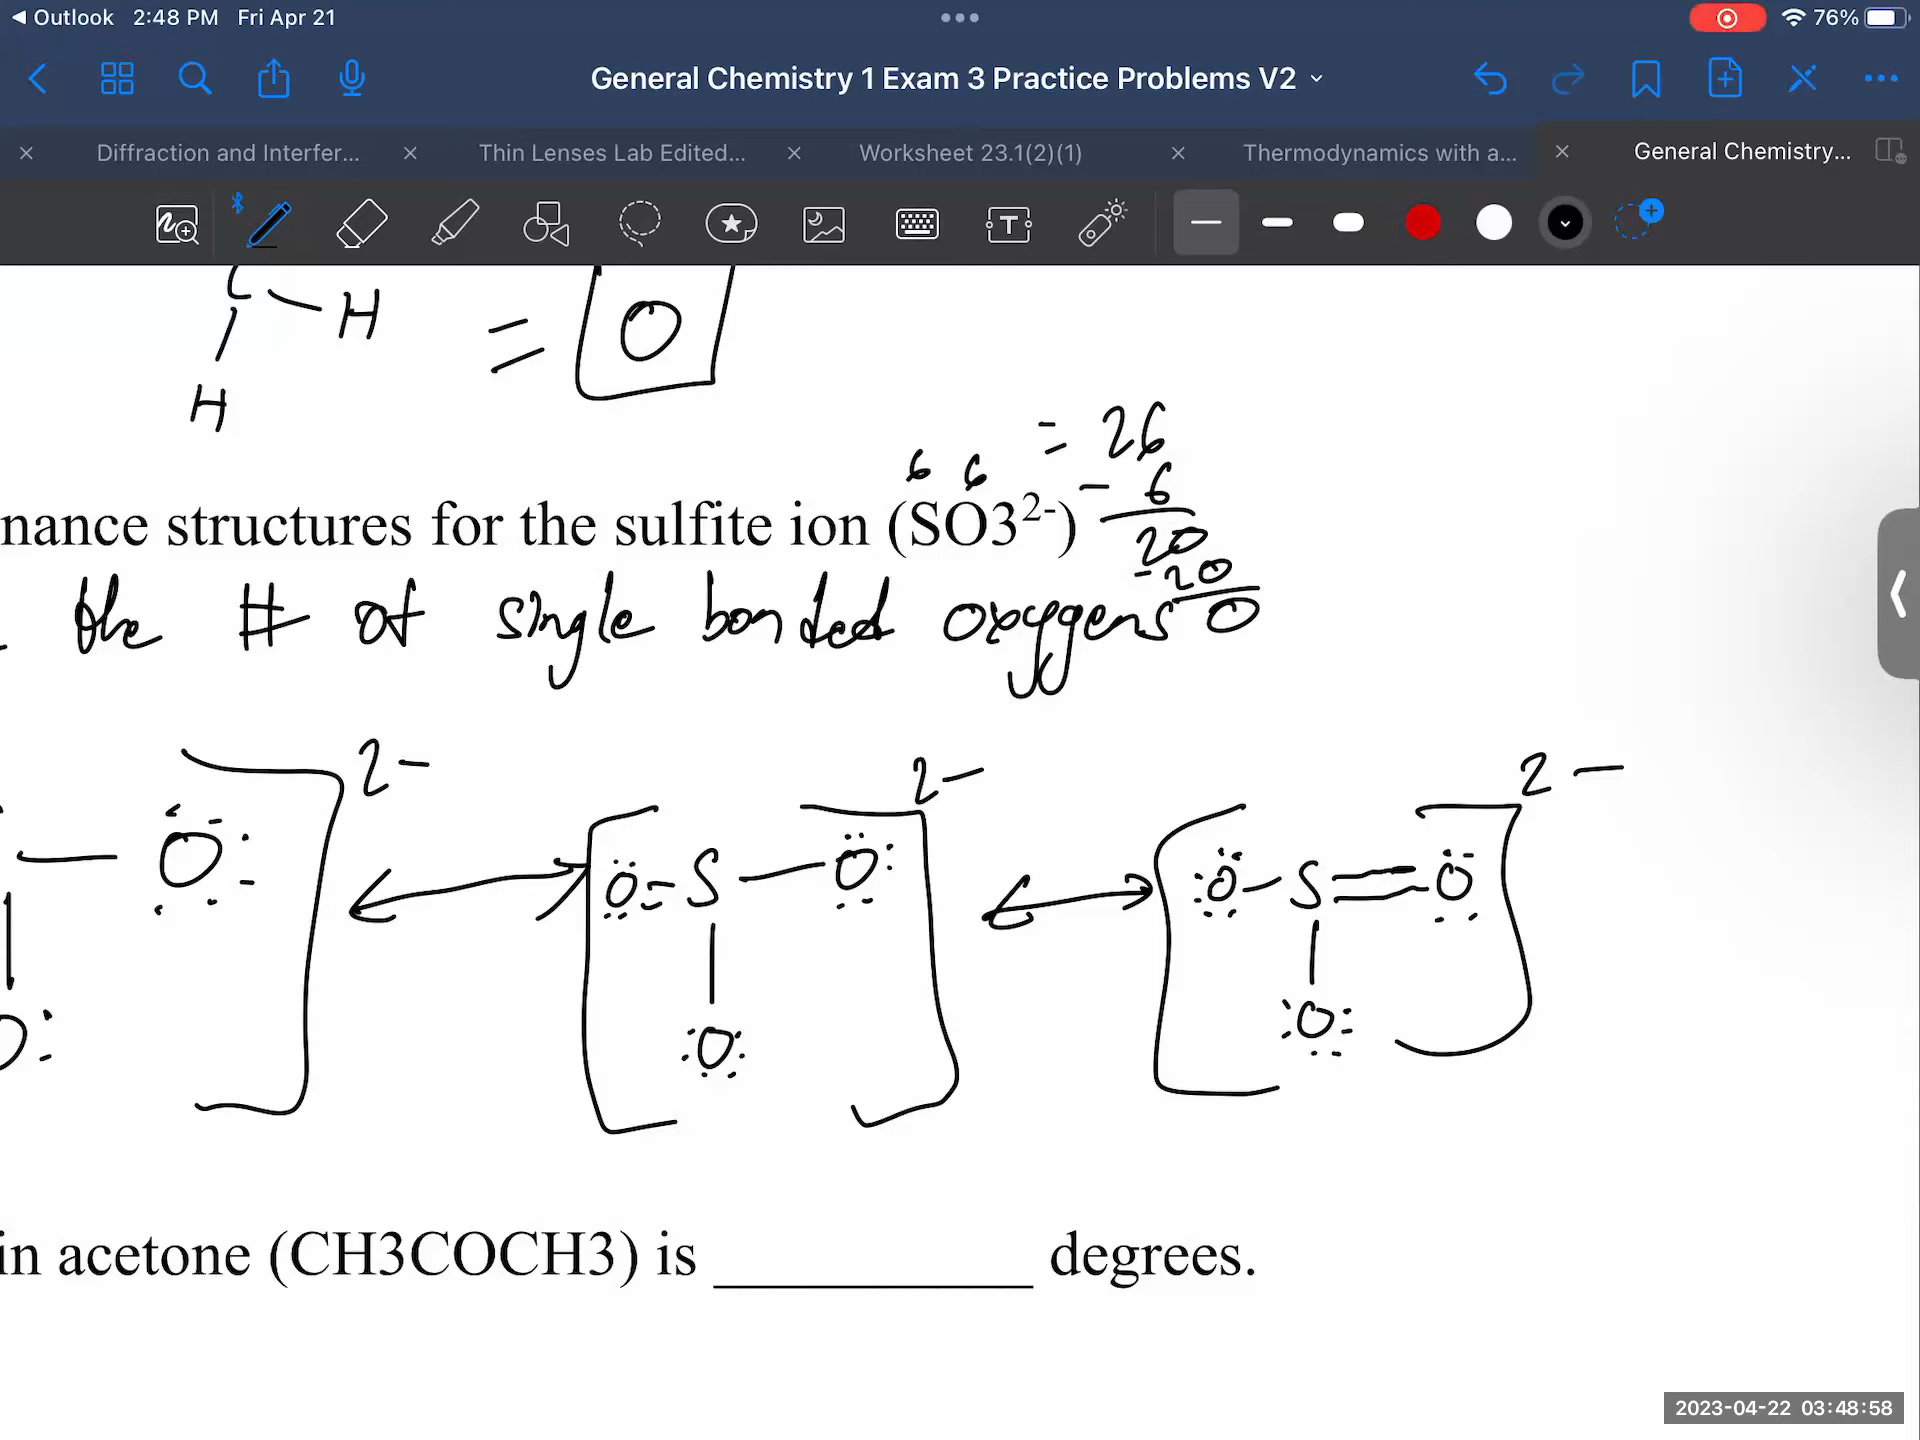 Outlook 2:48 PM Fri Apr 21 76%
General Chemistry 1 Exam 3 Practice Problems V2
Diffraction and Interfer... Thin Lenses Lab Edited... Worksheet 23.1(2)(1) Thermodynamics with a... General Chemistry...
T
C - H = O
H
= 26
6 6 - 6
nance structures for the sulfite ion (SO3²⁻) 20
-20
the # of single bonded oxygens 0
2- 2- 2-
O: O=S-O: :O-S=O
O: :O: :O:
in acetone (CH3COCH3) is __________ degrees.
2023-04-22 03:48:58